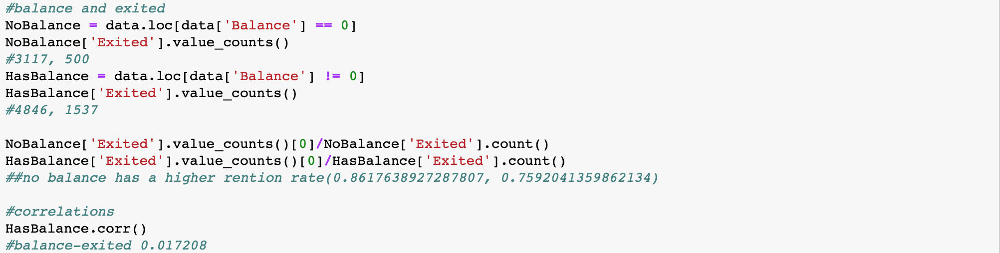 #balance and exited
NoBalance = data.loc[data['Balance'] == 0]
NoBalance['Exited'].value_counts()
#3117, 500
HasBalance = data.loc[data['Balance'] != 0]
HasBalance['Exited'].value_counts()
#4846, 1537
NoBalance['Exited'].value_counts()[0]/NoBalance['Exited'].count()
HasBalance['Exited'].value_counts()[0]/HasBalance['Exited'].count()
##no balance has a higher rention rate(0.8617638927287807, 0.7592041359862134)
#correlations
HasBalance.corr()
#balance-exited 0.017208